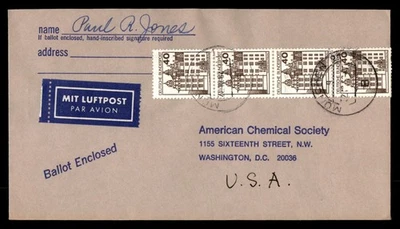 name Paul R. Jones
If ballot enclosed, hand-inscribed signature required
address
40 40 40 40
MIT LUFTPOST
PAR AVION
Ballot Enclosed
American Chemical Society
1155 SIXTEENTH STREET, N.W.
WASHINGTON, D.C. 20036
U.S.A.